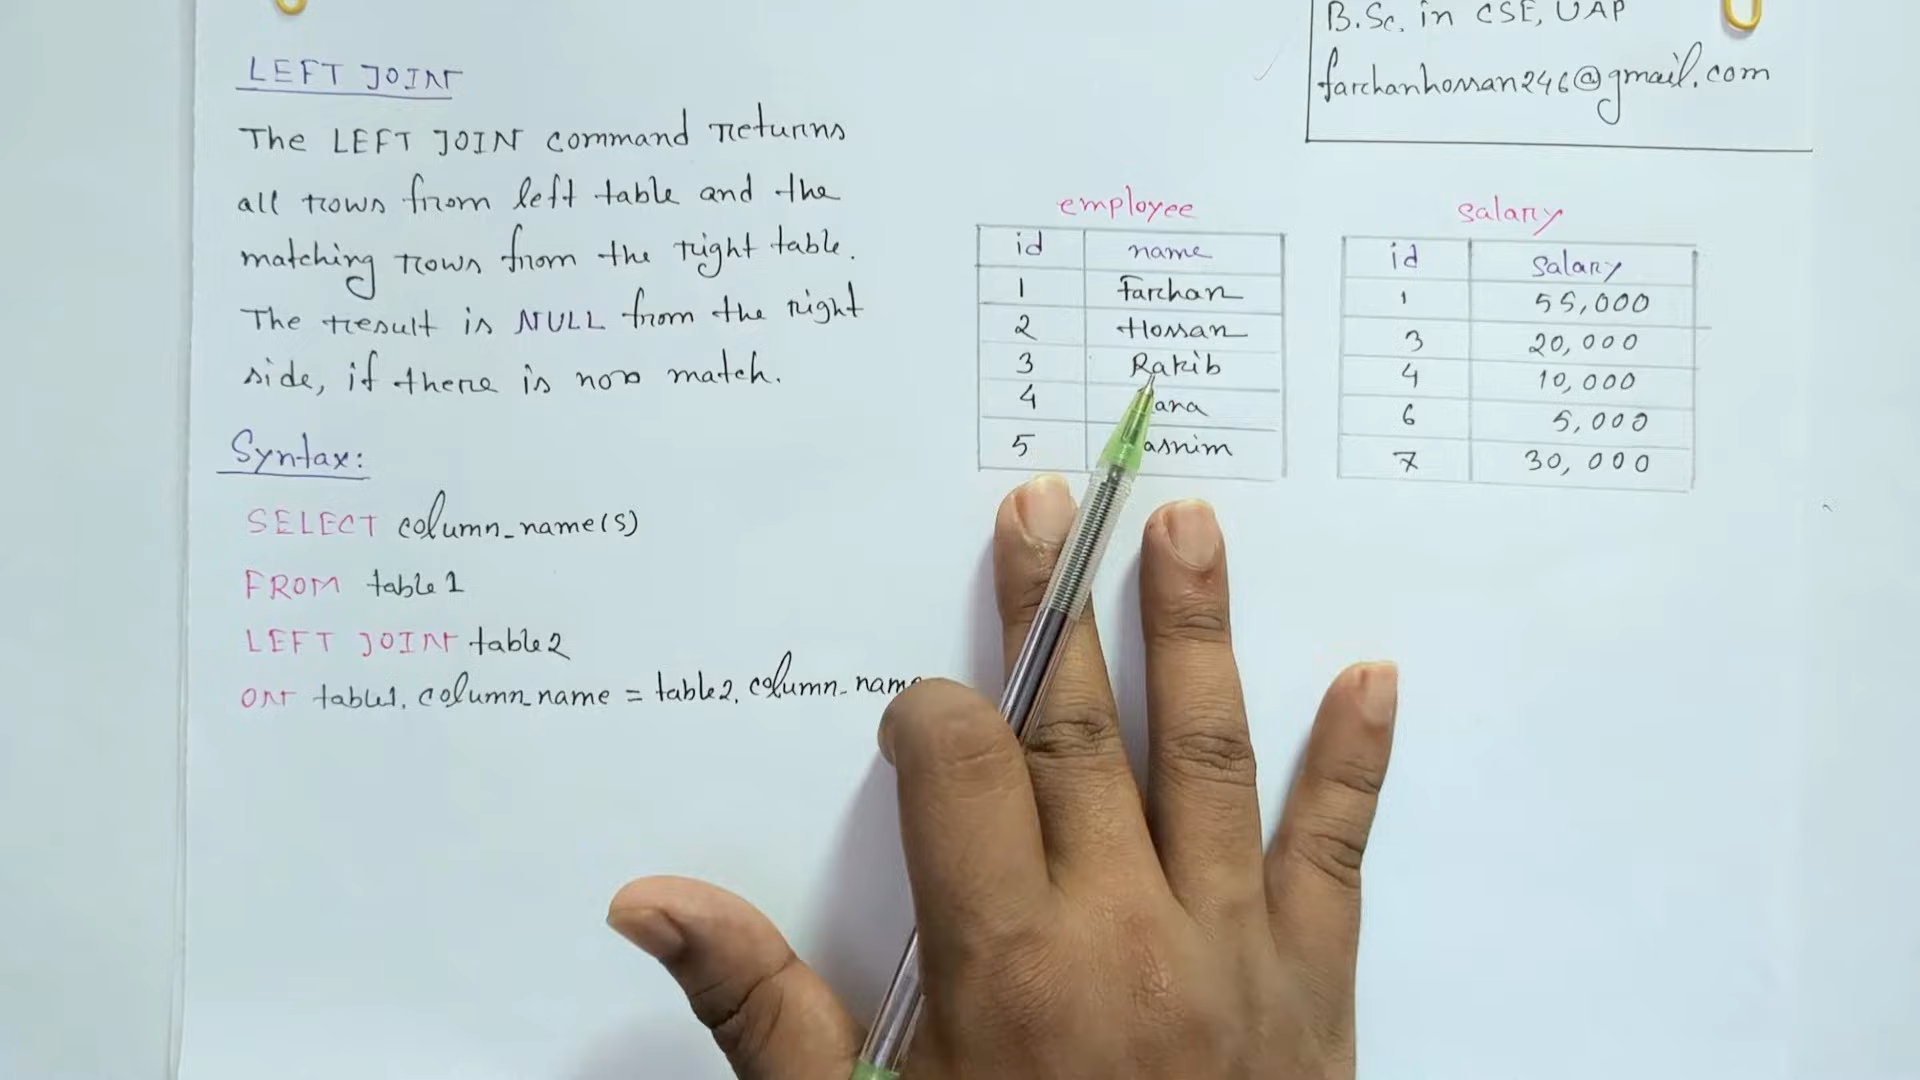 B.Sc. in CSE, UAP
farhanhossan246@gmail.com
LEFT JOIN
The LEFT JOIN command returns
all rows from left table and the
matching rows from the right table.
The result is NULL from the right
side, if there is no match.
Syntax:
SELECT column_name(s)
FROM table1
LEFT JOIN table2
ON table1.column_name = table2.column_name
employee
id name
1 Farhan
2 Hossan
3 Rakib
4
5
salary
id salary
1 55,000
3 20,000
4 10,000
6 5,000
7 30,000